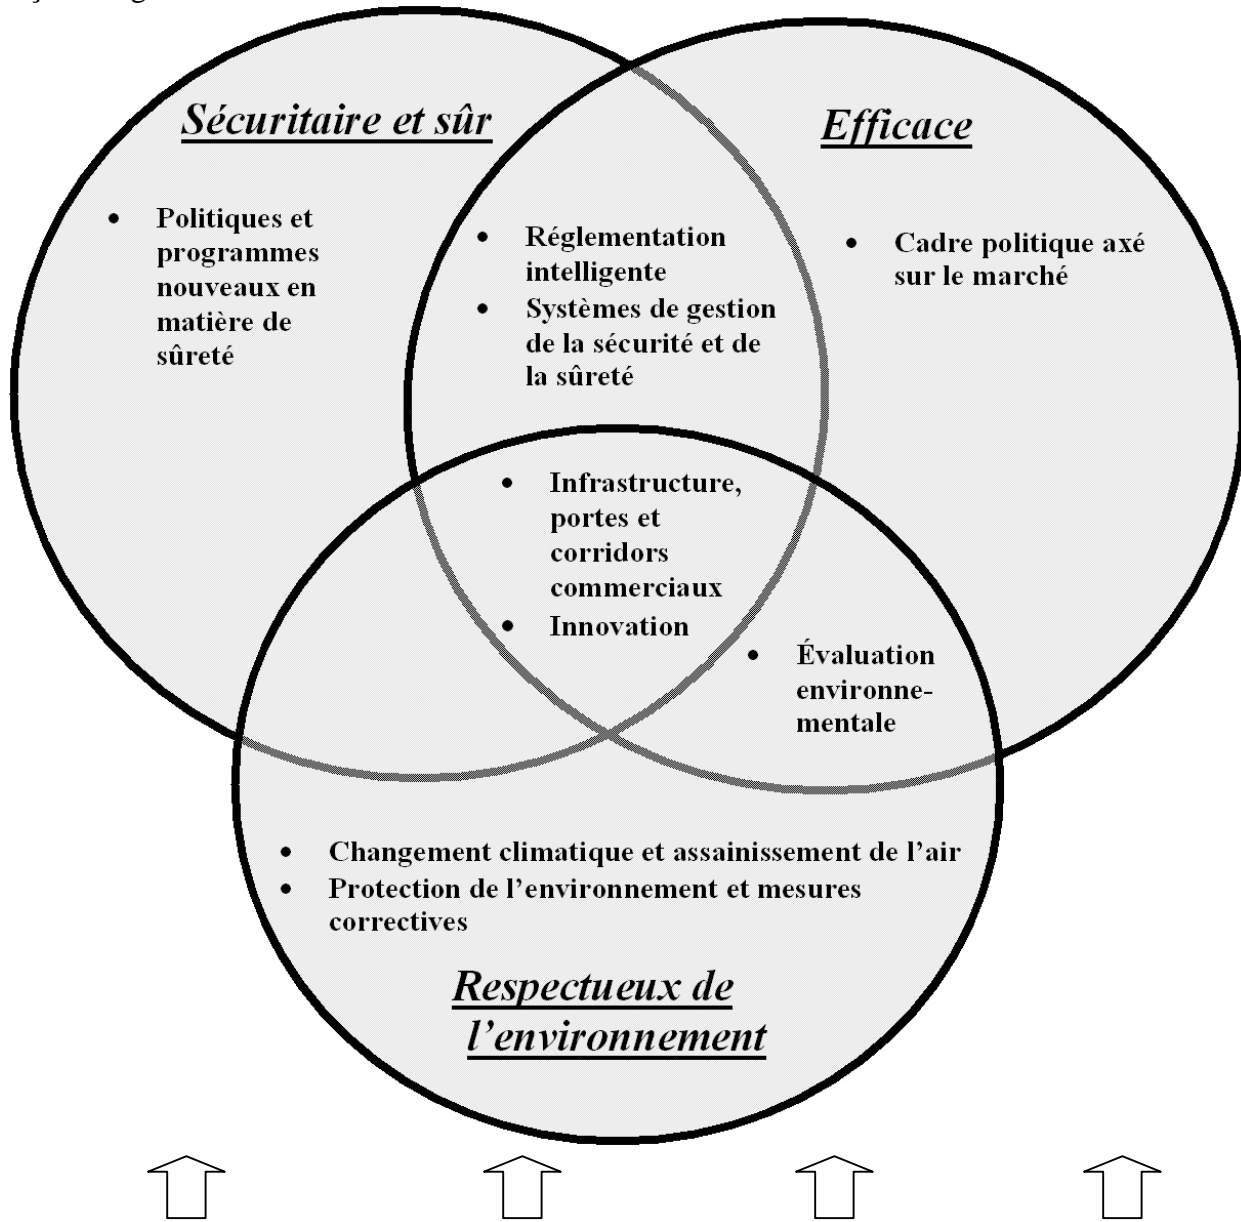 Sécuritaire et sûr
Efficace
• Politiques et
programmes
nouveaux en
matière de
sûreté
• Réglementation
intelligente
• Systèmes de gestion
de la sécurité et de
la sûreté
• Cadre politique axé
sur le marché
• Infrastructure,
portes et
corridors
commerciaux
• Innovation
• Évaluation
environne-
mentale
• Changement climatique et assainissement de l’air
• Protection de l’environnement et mesures
correctives
Respectueux de
l’environnement